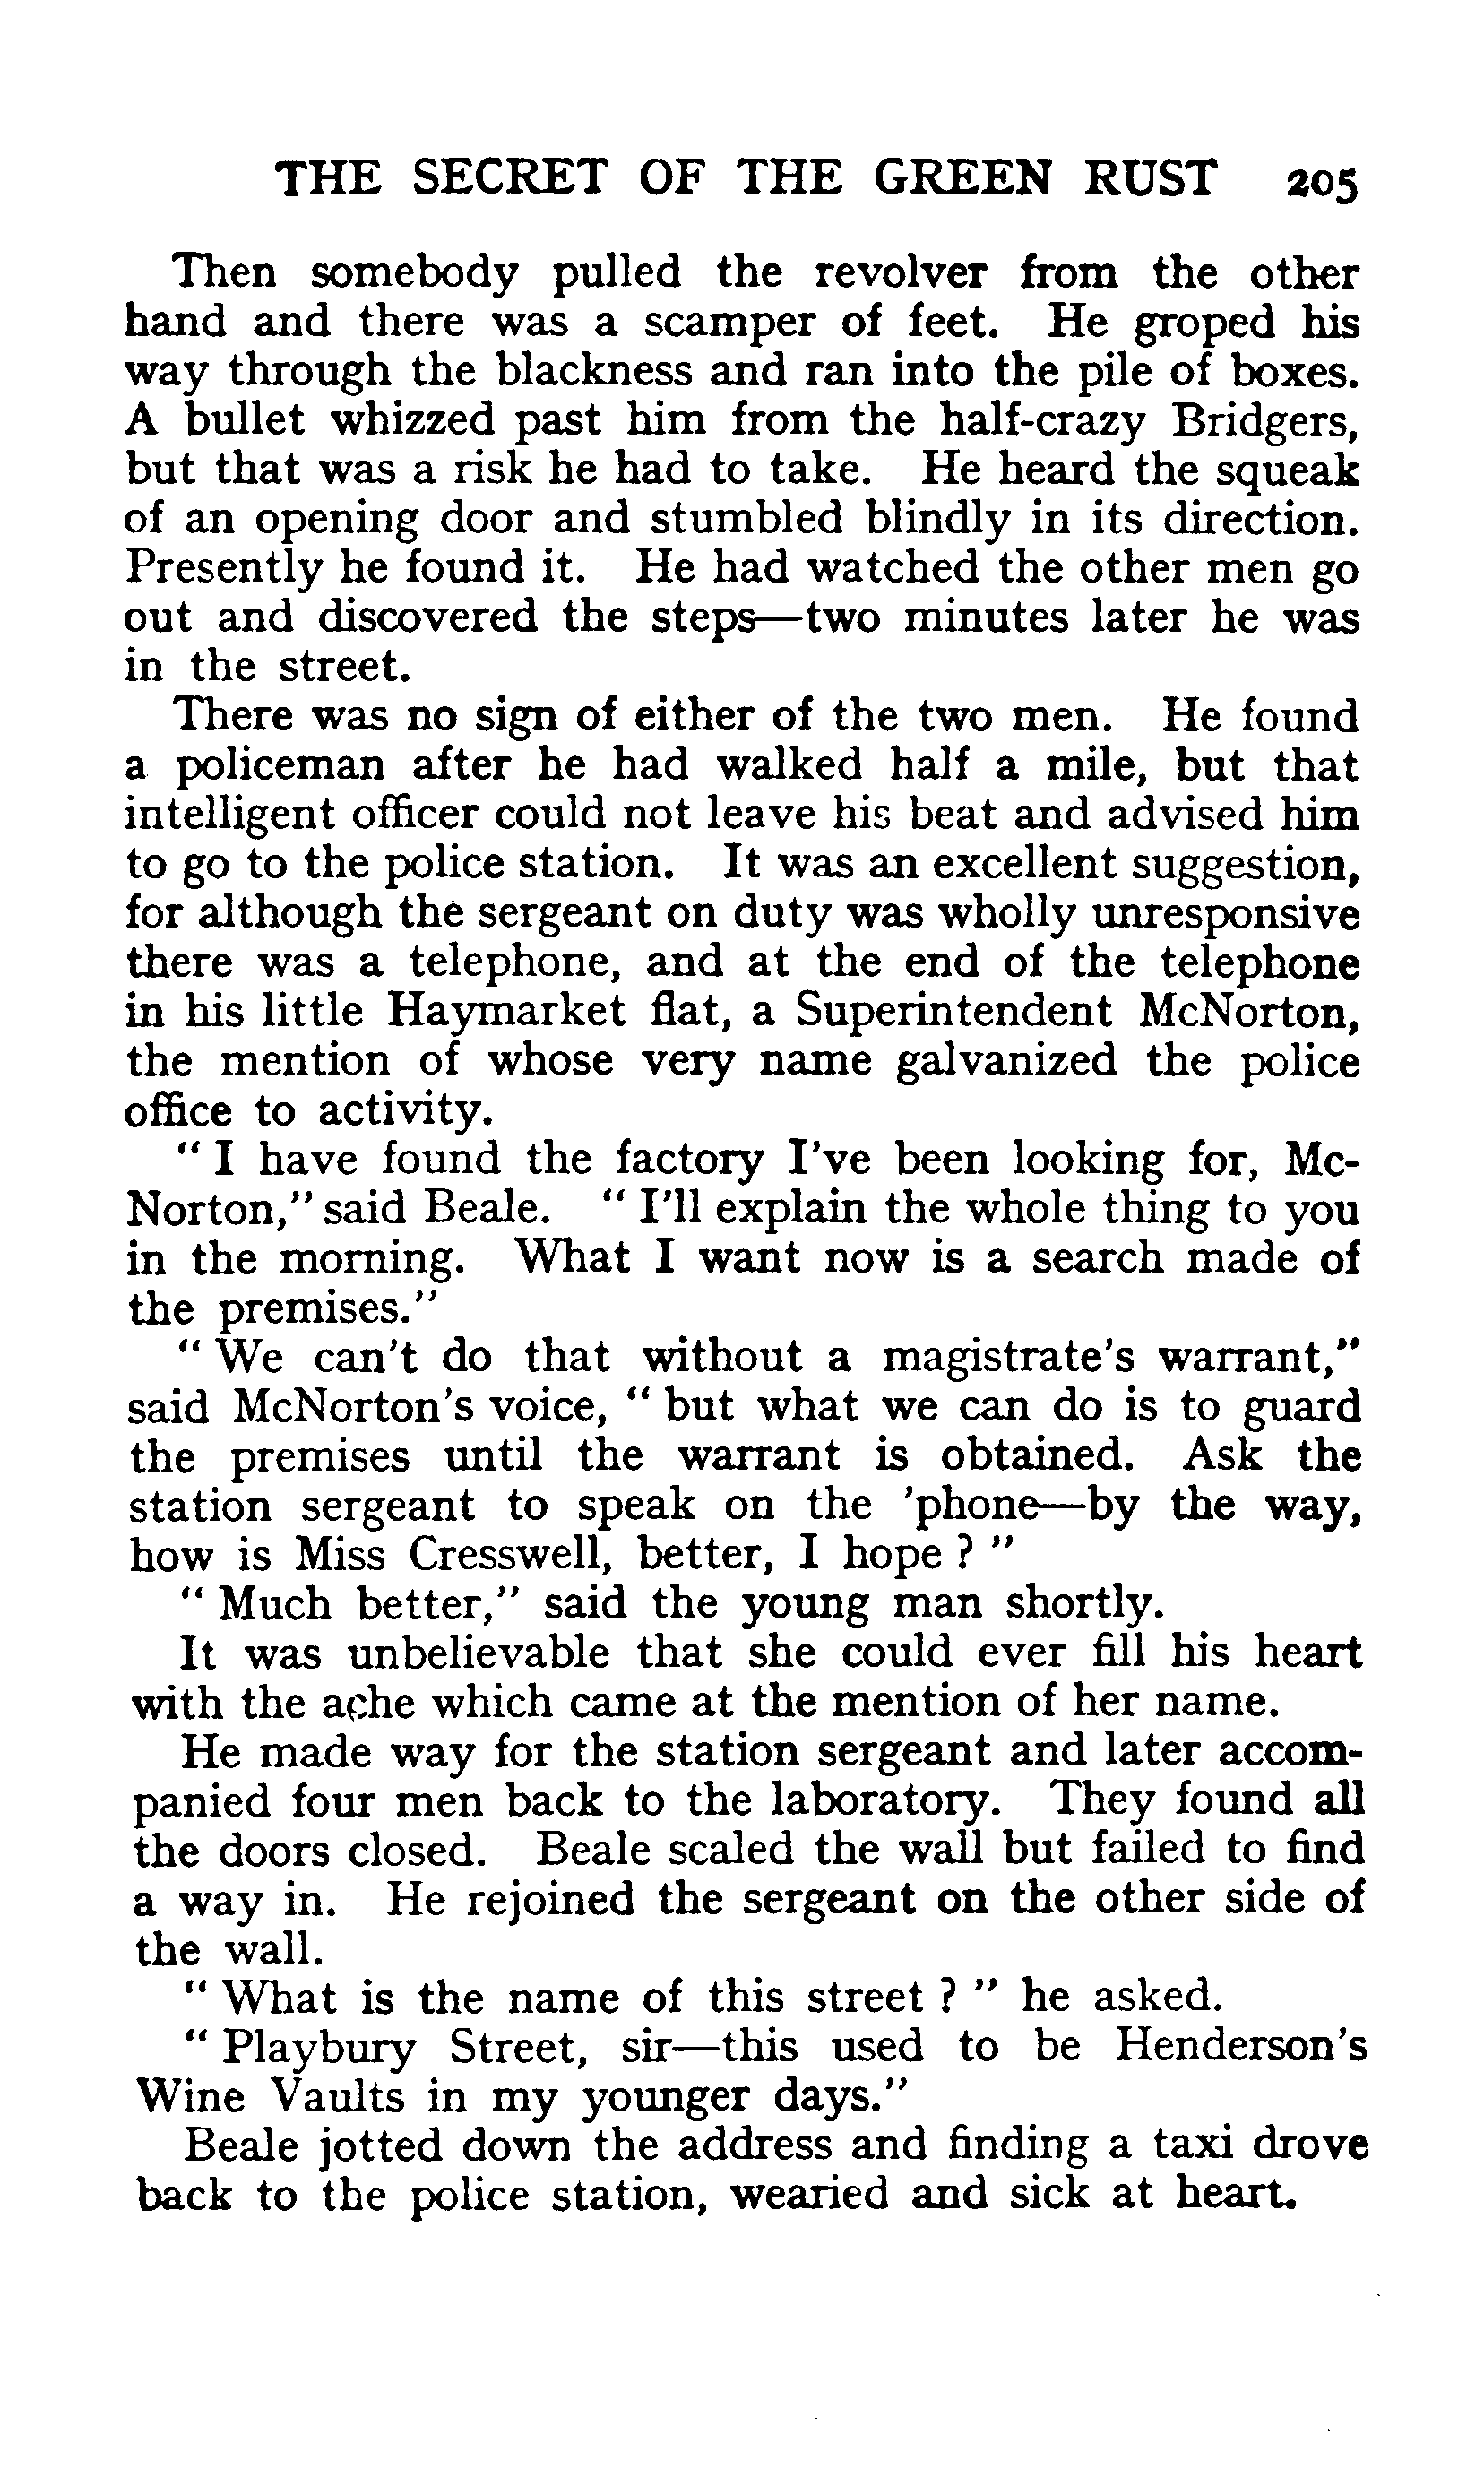 THE SECRET OF THE GREEN RUST 205
Then somebody pulled the revolver from the other
hand and there was a scamper of feet. He groped his
way through the blackness and ran into the pile of boxes.
A bullet whizzed past him from the half-crazy Bridgers,
but that was a risk he had to take. He heard the squeak
of an opening door and stumbled blindly in its direction.
Presently he found it. He had watched the other men go
out and discovered the steps—two minutes later he was
in the street.
There was no sign of either of the two men. He found
a policeman after he had walked half a mile, but that
intelligent officer could not leave his beat and advised him
to go to the police station. It was an excellent suggestion,
for although the sergeant on duty was wholly unresponsive
there was a telephone, and at the end of the telephone
in his little Haymarket flat, a Superintendent McNorton,
the mention of whose very name galvanized the police
office to activity.
" I have found the factory I've been looking for, Mc-
Norton," said Beale. " I'll explain the whole thing to you
in the morning. What I want now is a search made of
the premises."
" We can't do that without a magistrate's warrant,"
said McNorton's voice, " but what we can do is to guard
the premises until the warrant is obtained. Ask the
station sergeant to speak on the 'phone—by the way,
how is Miss Cresswell, better, I hope ? "
" Much better," said the young man shortly.
It was unbelievable that she could ever fill his heart
with the ache which came at the mention of her name.
He made way for the station sergeant and later accom-
panied four men back to the laboratory. They found all
the doors closed. Beale scaled the wall but failed to find
a way in. He rejoined the sergeant on the other side of
the wall.
" What is the name of this street ? " he asked.
" Playbury Street, sir—this used to be Henderson's
Wine Vaults in my younger days."
Beale jotted down the address and finding a taxi drove
back to the police station, wearied and sick at heart.